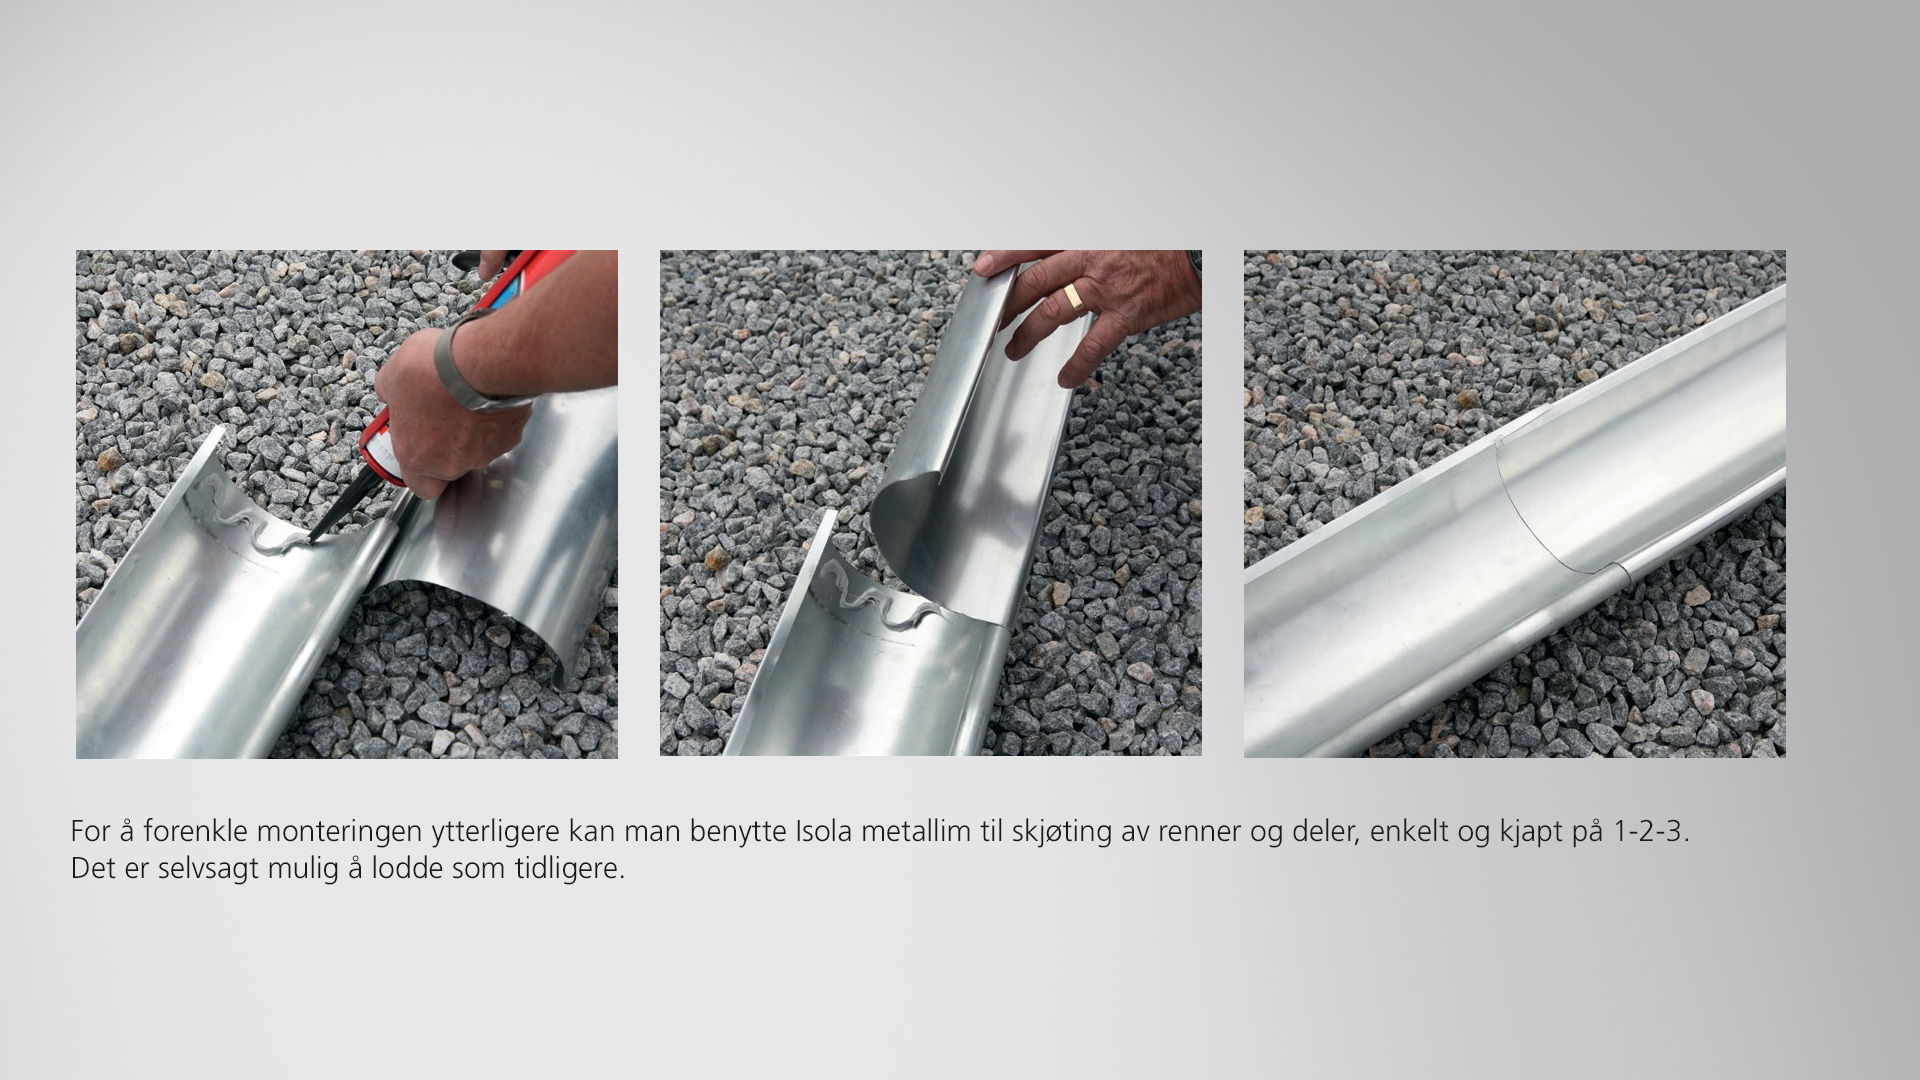 For å forenkle monteringen ytterligere kan man benytte Isola metallim til skjøting av renner og deler, enkelt og kjapt på 1-2-3.
Det er selvsagt mulig å lodde som tidligere.